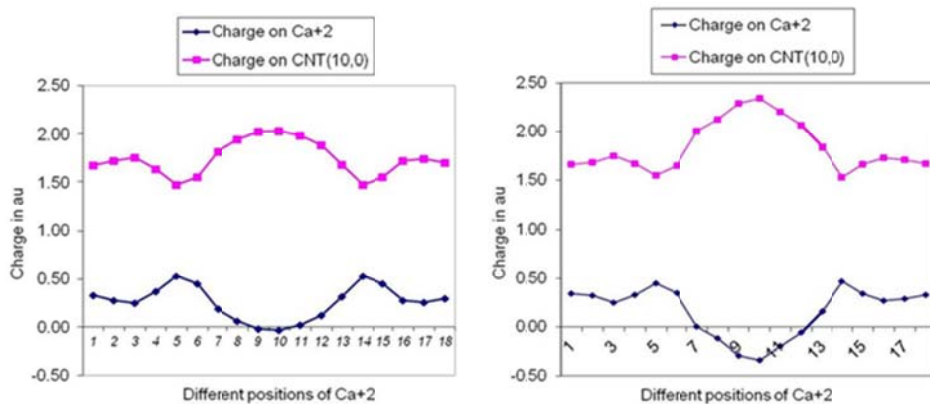 Charge on Ca+2
Charge on CNT(10,0)
2.50
2.00
1.50
1.00
0.50
0.00
-0.50
Charge in au
1 2 3 4 5 6 7 8 9 10 11 12 13 14 15 16 17 18
Different positions of Ca+2
Charge on Ca+2
Charge on CNT(10,0)
2.50
2.00
1.50
1.00
0.50
0.00
-0.50
Charge in au
1 3 5 7 9 11 13 15 17
Different positions of Ca+2